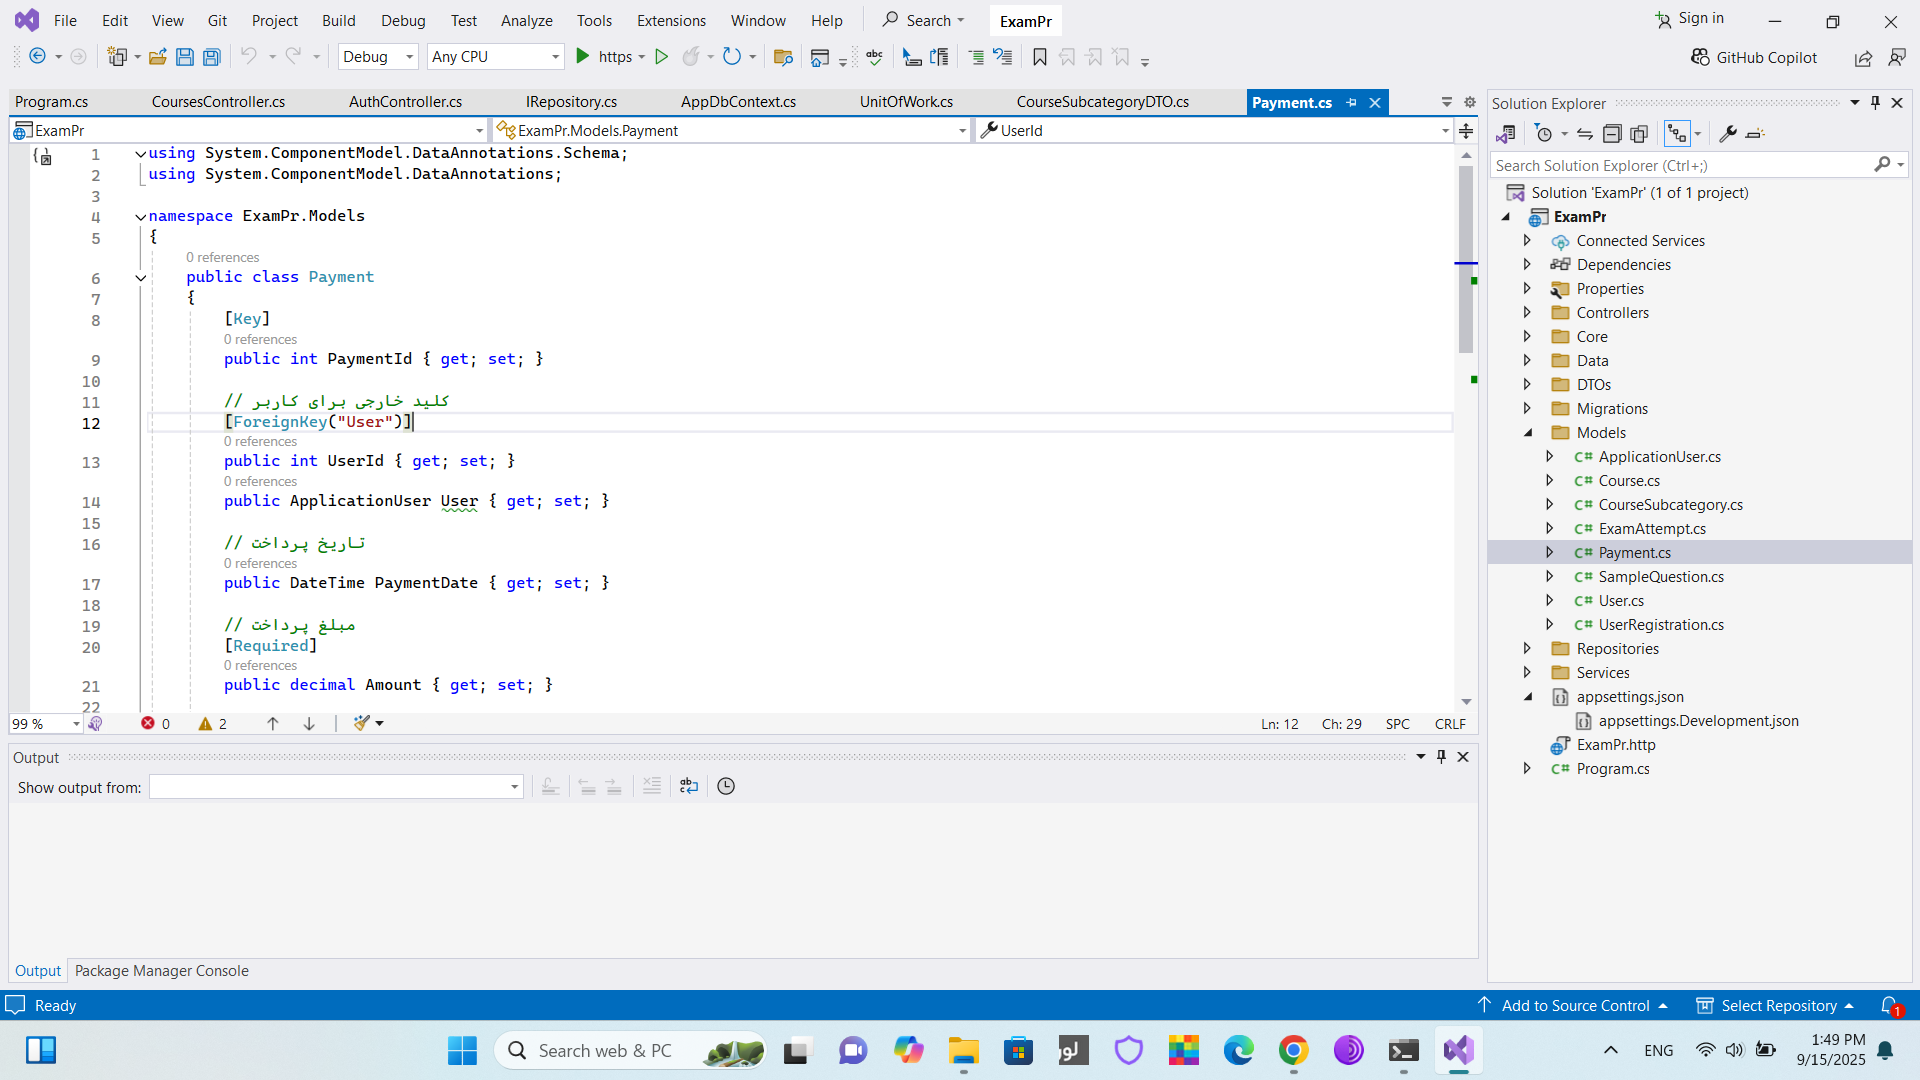 File Edit View Git Project Build Debug Test Analyze Tools Extensions Window Help Search ExamPr Sign in
Debug Any CPU https GitHub Copilot
Program.cs CoursesController.cs AuthController.cs IRepository.cs AppDbContext.cs UnitOfWork.cs CourseSubcategoryDTO.cs Payment.cs
ExamPr ExamPr.Models.Payment UserId
1 using System.ComponentModel.DataAnnotations.Schema;
2 using System.ComponentModel.DataAnnotations;
3
4 namespace ExamPr.Models
5 {
0 references
6 public class Payment
7 {
8 [Key]
0 references
9 public int PaymentId { get; set; }
10
11 // کلید خارجی برای کاربر
12 [ForeignKey("User")]
0 references
13 public int UserId { get; set; }
0 references
14 public ApplicationUser User { get; set; }
15
16 // تاریخ پرداخت
0 references
17 public DateTime PaymentDate { get; set; }
18
19 // مبلغ پرداخت
20 [Required]
0 references
21 public decimal Amount { get; set; }
22
99 % 0 2 Ln: 12 Ch: 29 SPC CRLF
Output
Show output from:
Output Package Manager Console
Solution Explorer
Search Solution Explorer (Ctrl+;)
Solution 'ExamPr' (1 of 1 project)
ExamPr
Connected Services
Dependencies
Properties
Controllers
Core
Data
DTOs
Migrations
Models
C# ApplicationUser.cs
C# Course.cs
C# CourseSubcategory.cs
C# ExamAttempt.cs
C# Payment.cs
C# SampleQuestion.cs
C# User.cs
C# UserRegistration.cs
Repositories
Services
appsettings.json
appsettings.Development.json
ExamPr.http
C# Program.cs
Ready Add to Source Control Select Repository 1
Search web & PC ENG 1:49 PM
9/15/2025